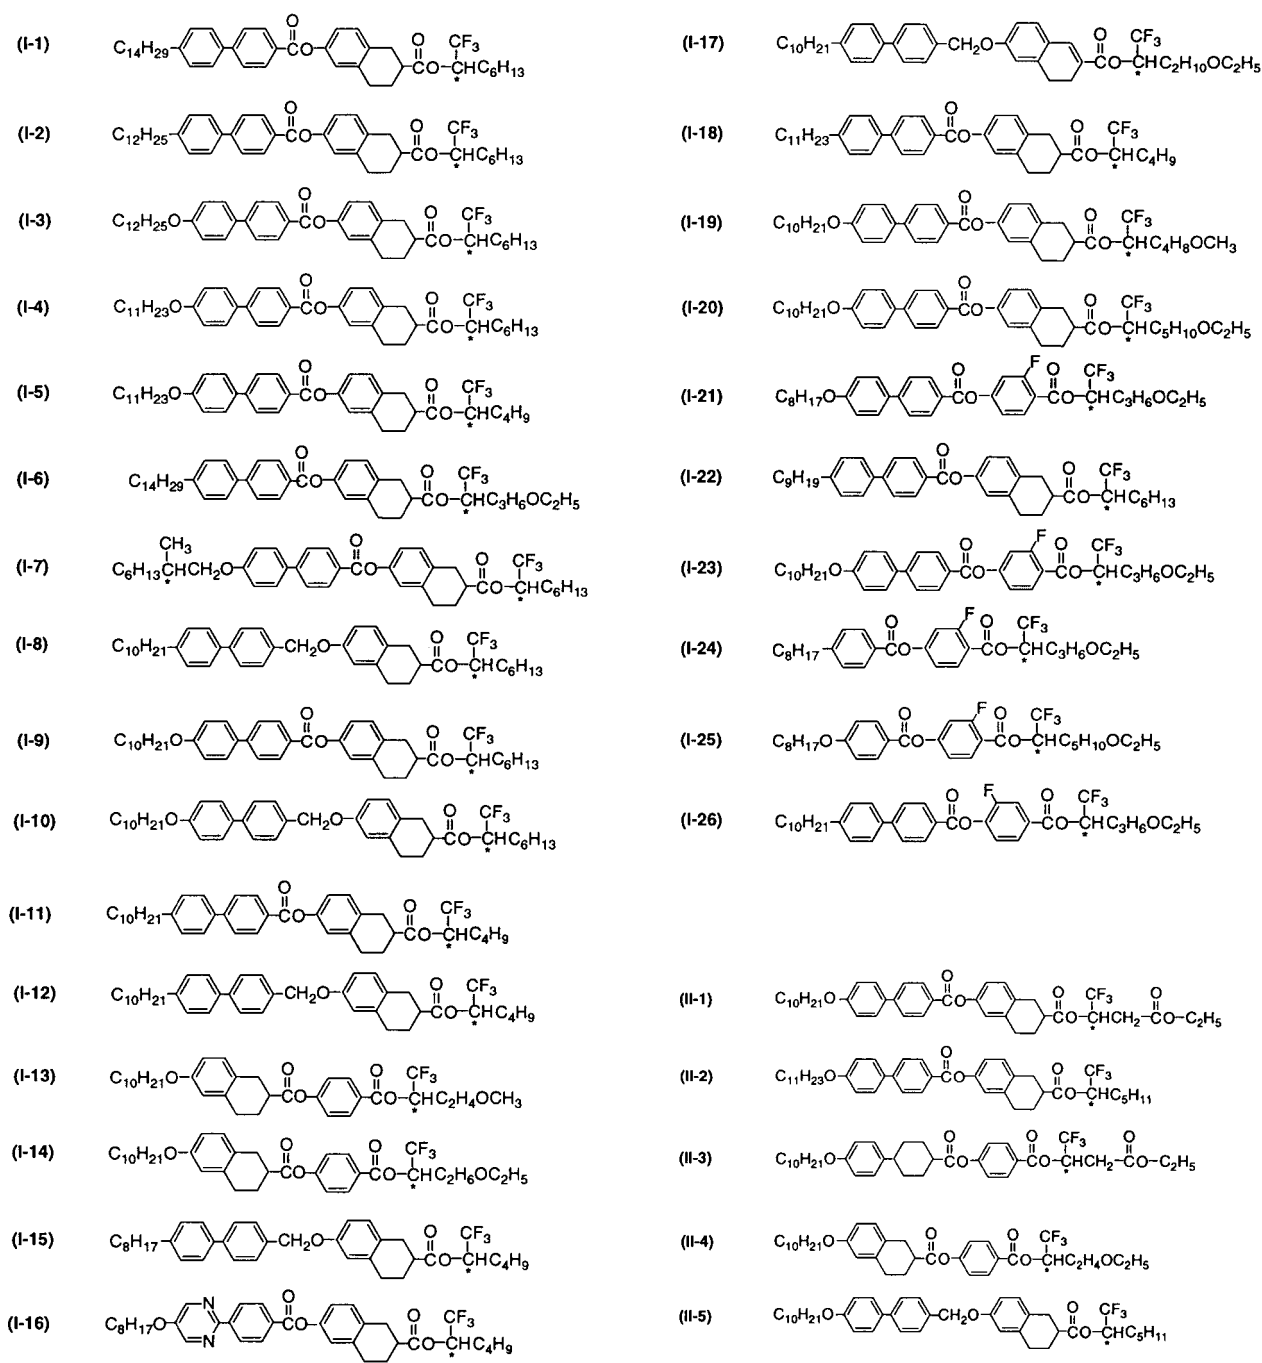 (I-1) C14H29 O CO O CO CF3 CHC6H13 *
(I-2) C12H25 O CO O CO CF3 CHC6H13 *
(I-3) C12H25O O CO O CO CF3 CHC6H13 *
(I-4) C11H23O O CO O CO CF3 CHC6H13 *
(I-5) C11H23O O CO O CO CF3 CHC4H9 *
(I-6) C14H29 O CO O CO CF3 CHC3H6OC2H5 *
(I-7) CH3 C6H13CHCH2O * O CO O CO CF3 CHC6H13 *
(I-8) C10H21 CH2O O CO CF3 CHC6H13 *
(I-9) C10H21O O CO O CO CF3 CHC6H13 *
(I-10) C10H21O CH2O O CO CF3 CHC6H13 *
(I-11) C10H21 O CO O CO CF3 CHC4H9 *
(I-12) C10H21 CH2O O CO CF3 CHC4H9 *
(I-13) C10H21O O CO O CO CF3 CHC2H4OCH3 *
(I-14) C10H21O O CO O CO CF3 CHC2H6OC2H5 *
(I-15) C8H17 CH2O O CO CF3 CHC4H9 *
(I-16) C8H17O N N O CO O CO CF3 CHC4H9 *
(I-17) C10H21 CH2O O CO CF3 CHC2H10OC2H5 *
(I-18) C11H23 O CO O CO CF3 CHC4H9 *
(I-19) C10H21O O CO O CO CF3 CHC4H8OCH3 *
(I-20) C10H21O O CO O CO CF3 CHC5H10OC2H5 *
(I-21) C8H17O O CO F O CO CF3 CHC3H6OC2H5 *
(I-22) C9H19 O CO O CO CF3 CHC6H13 *
(I-23) C10H21O O CO F O CO CF3 CHC3H6OC2H5 *
(I-24) C8H17 O CO F O CO CF3 CHC3H6OC2H5 *
(I-25) C8H17O O CO F O CO CF3 CHC5H10OC2H5 *
(I-26) C10H21 O CO F O CO CF3 CHC3H6OC2H5 *
(II-1) C10H21O O CO O CO CF3 CHCH2 * O CO C2H5
(II-2) C11H23O O CO O CO CF3 CHC5H11 *
(II-3) C10H21O O CO O CO CF3 CHCH2 * O CO C2H5
(II-4) C10H21O O CO O CO CF3 CHC2H4OC2H5 *
(II-5) C10H21O CH2O O CO CF3 CHC5H11 *